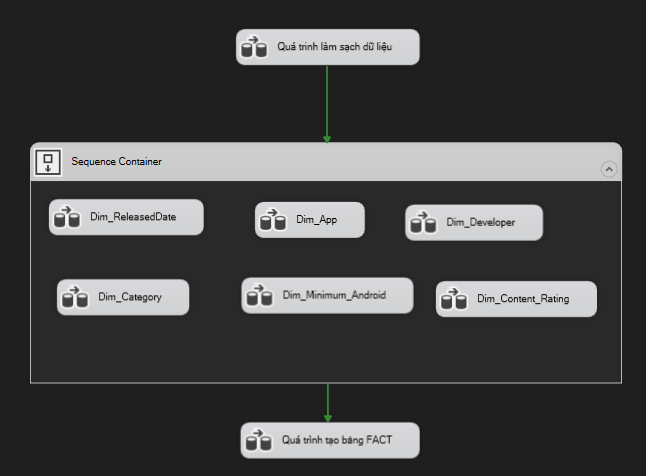 Quá trình làm sạch dữ liệu
Sequence Container
Dim_ReleasedDate
Dim_App
Dim_Developer
Dim_Category
Dim_Minimum_Android
Dim_Content_Rating
Quá trình tạo bảng FACT